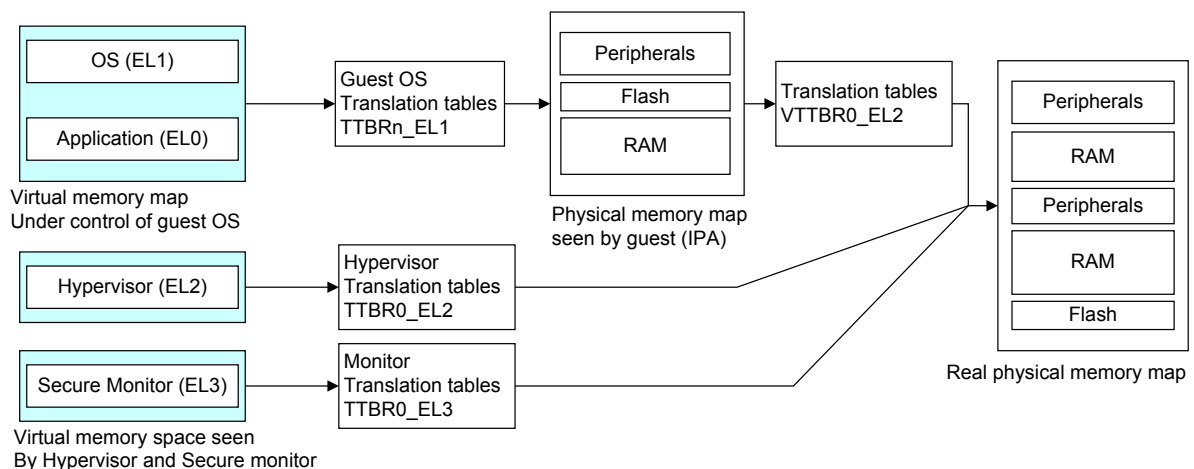 OS (EL1)
Application (EL0)
Virtual memory map
Under control of guest OS
Guest OS
Translation tables
TTBRn_EL1
Peripherals
Flash
RAM
Physical memory map
seen by guest (IPA)
Translation tables
VTTBR0_EL2
Peripherals
RAM
Peripherals
RAM
Flash
Real physical memory map
Hypervisor (EL2)
Hypervisor
Translation tables
TTBR0_EL2
Secure Monitor (EL3)
Monitor
Translation tables
TTBR0_EL3
Virtual memory space seen
By Hypervisor and Secure monitor